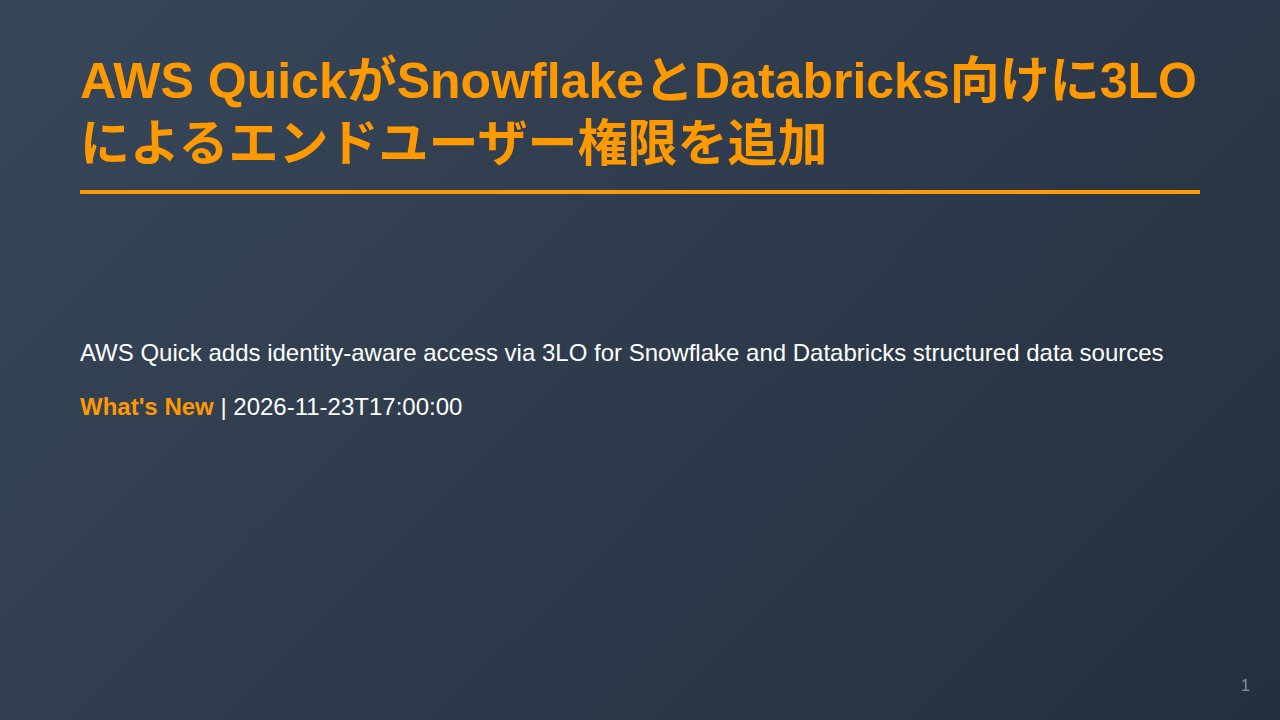 AWS QuickがSnowflakeとDatabricks向けに3LO
によるエンドユーザー権限を追加
AWS Quick adds identity-aware access via 3LO for Snowflake and Databricks structured data sources
What's New | 2026-11-23T17:00:00
1